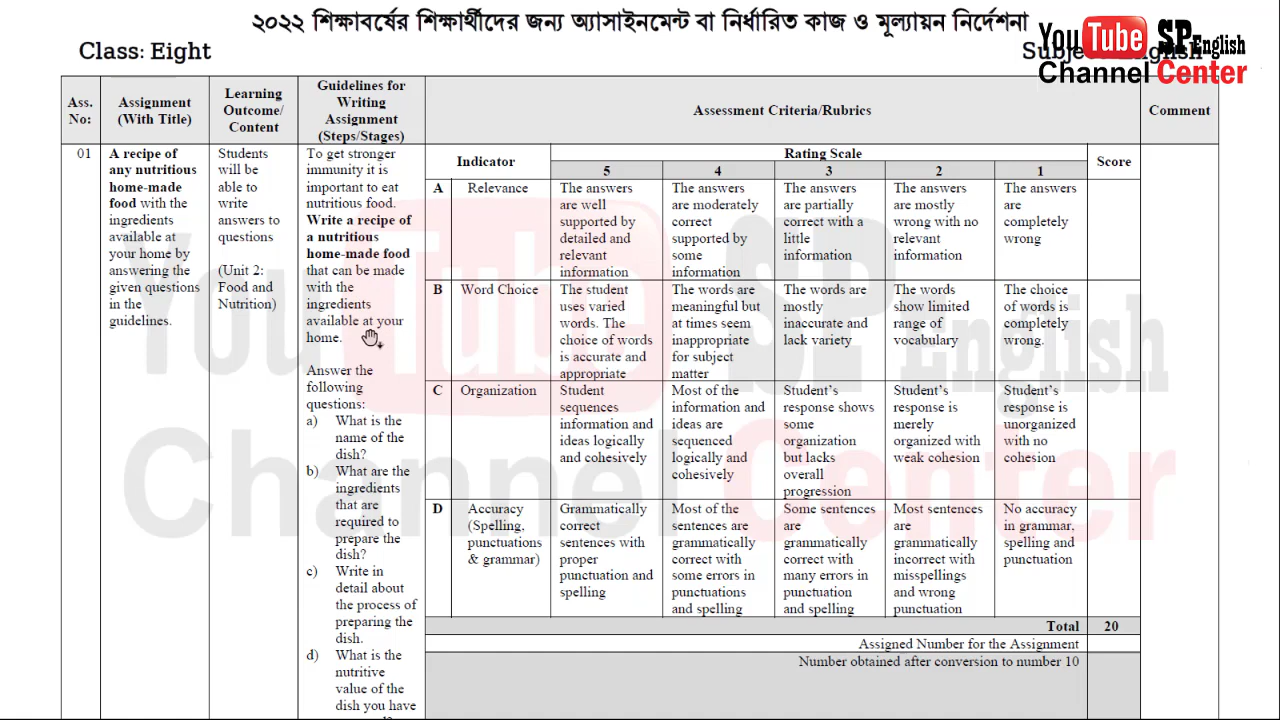 ২০২২ শিক্ষাবর্ষের শিক্ষার্থীদের জন্য অ্যাসাইনমেন্ট বা নির্ধারিত কাজ ও মূল্যায়ন নির্দেশনা
Class: Eight
Subject: English
You Tube SP English
Channel Center
Ass. No:
Assignment (With Title)
Learning Outcome/ Content
Guidelines for Writing Assignment (Steps/Stages)
Assessment Criteria/Rubrics
Comment
01
A recipe of
any nutritious
home-made
food with the
ingredients
available at
your home by
answering the
given questions
in the
guidelines.
Students
will be
able to
write
answers to
questions
(Unit 2:
Food and
Nutrition)
To get stronger
immunity it is
important to eat
nutritious food.
Write a recipe of
a nutritious
home-made food
that can be made
with the
ingredients
available at your
home.
Answer the
following
questions:
a) What is the
name of the
dish?
b) What are the
ingredients
that are
required to
prepare the
dish?
c) Write in
detail about
the process of
preparing the
dish.
d) What is the
nutritive
value of the
dish you have
Indicator
Rating Scale
5 4 3 2 1
Score
A Relevance
The answers
are well
supported by
detailed and
relevant
information
The answers
are moderately
correct
supported by
some
information
The answers
are partially
correct with a
little
information
The answers
are mostly
wrong with no
relevant
information
The answers
are
completely
wrong
B Word Choice
The student
uses varied
words. The
choice of words
is accurate and
appropriate
The words are
meaningful but
at times seem
inappropriate
for subject
matter
The words are
mostly
inaccurate and
lack variety
The words
show limited
range of
vocabulary
The choice
of words is
completely
wrong.
C Organization
Student
sequences
information and
ideas logically
and cohesively
Most of the
information and
ideas are
sequenced
logically and
cohesively
Student’s
response shows
some
organization
but lacks
overall
progression
Student’s
response is
merely
organized with
weak cohesion
Student’s
response is
unorganized
with no
cohesion
D Accuracy
(Spelling,
punctuations
& grammar)
Grammatically
correct
sentences with
proper
punctuation and
spelling
Most of the
sentences are
grammatically
correct with
some errors in
punctuations
and spelling
Some sentences
are
grammatically
correct with
many errors in
punctuation
and spelling
Most sentences
are
grammatically
incorrect with
misspellings
and wrong
punctuation
No accuracy
in grammar,
spelling and
punctuation
Total 20
Assigned Number for the Assignment
Number obtained after conversion to number 10
You Tube SP English
Channel Center